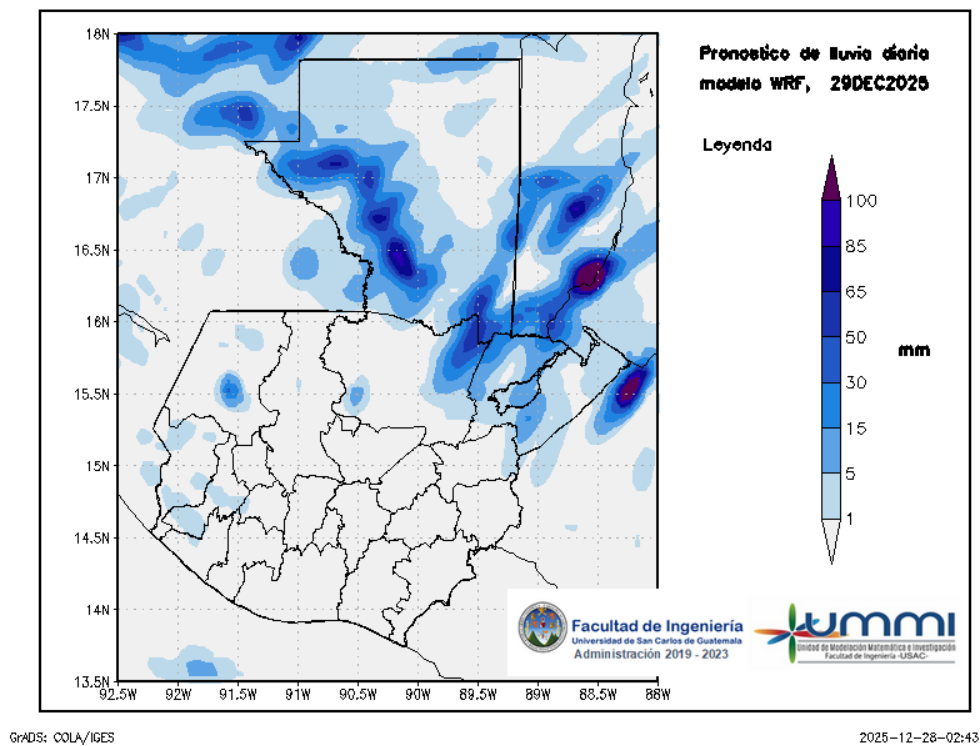 Pronostico de lluvia diaria
modelo WRF, 29DEC2025
Leyenda
100
85
65
50
30
15
5
1
mm
18N
17.5N
17N
16.5N
16N
15.5N
15N
14.5N
14N
13.5N
92.5W
92W
91.5W
91W
90.5W
90W
89.5W
89W
88.5W
88W
Facultad de Ingeniería
Universidad de San Carlos de Guatemala
Administración 2019 - 2023
ummi
Unidad de Modelación Matemática e Investigación
Facultad de Ingeniería -USAC-
GrADS: COLA/IGES
2025-12-28-02:43